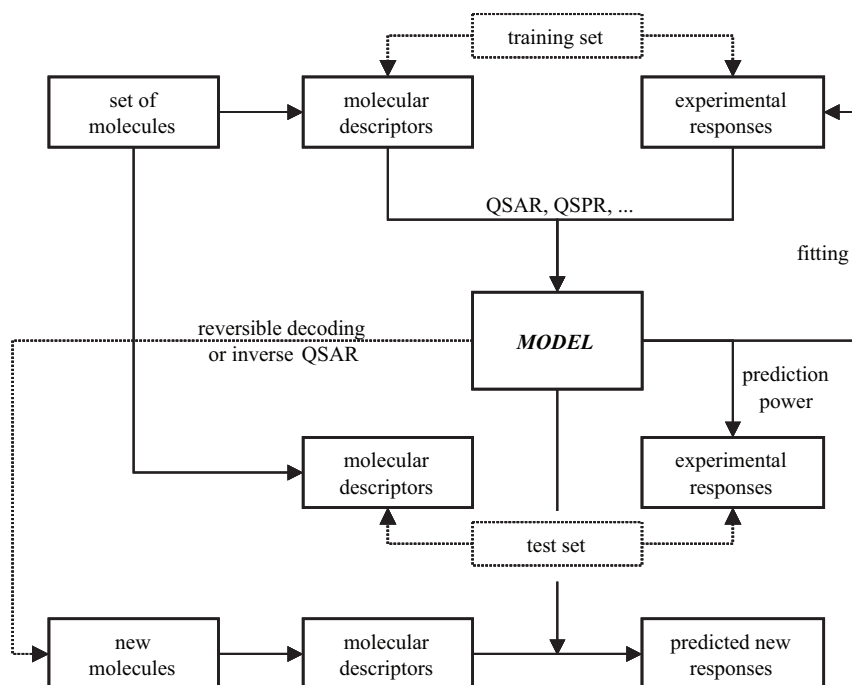 training set
set of
molecules
molecular
descriptors
experimental
responses
QSAR, QSPR, ...
fitting
reversible decoding
or inverse QSAR
MODEL
prediction
power
molecular
descriptors
experimental
responses
test set
new
molecules
molecular
descriptors
predicted new
responses